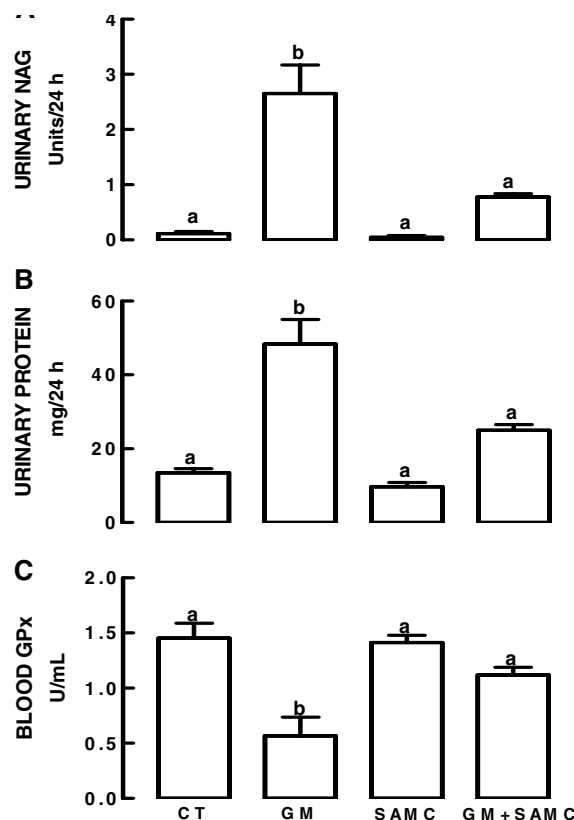 4
b
3
URINARY NAG
Units/24 h
2
a
1
a
a
0
B
60
b
URINARY PROTEIN
mg/24 h
40
a
20
a
a
0
C
2.0
a
a
1.5
a
BLOOD GPx
U/mL
1.0
b
0.5
0.0
CT GM SAMC GM+SAMC